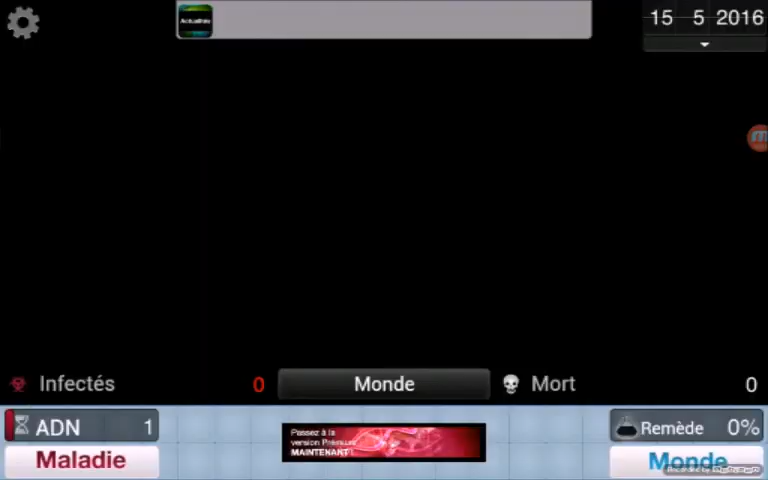 Actualités
15 5 2016
Infectés 0
Monde
Mort 0
ADN 1
Passez à la
version Premium
MAINTENANT!
Remède 0%
Maladie
Monde